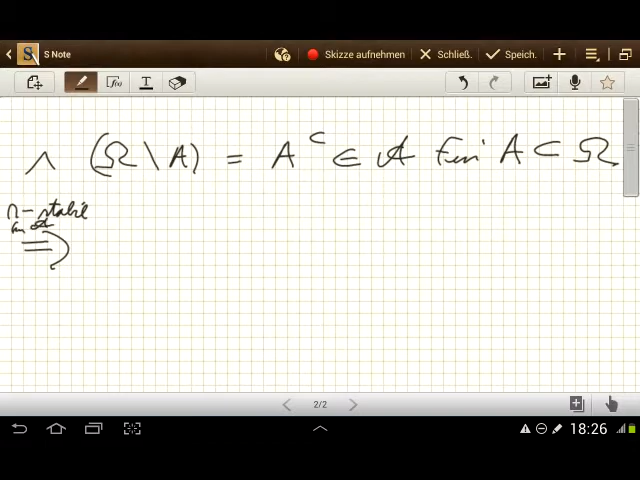 S Note
Skizze aufnehmen
Schließ.
Speich.
f(x)
T
∧ (Ω \ A) = A^c ∈ 𝒜 für A ⊂ Ω
∩-stabil
⇒
2/2
18:26